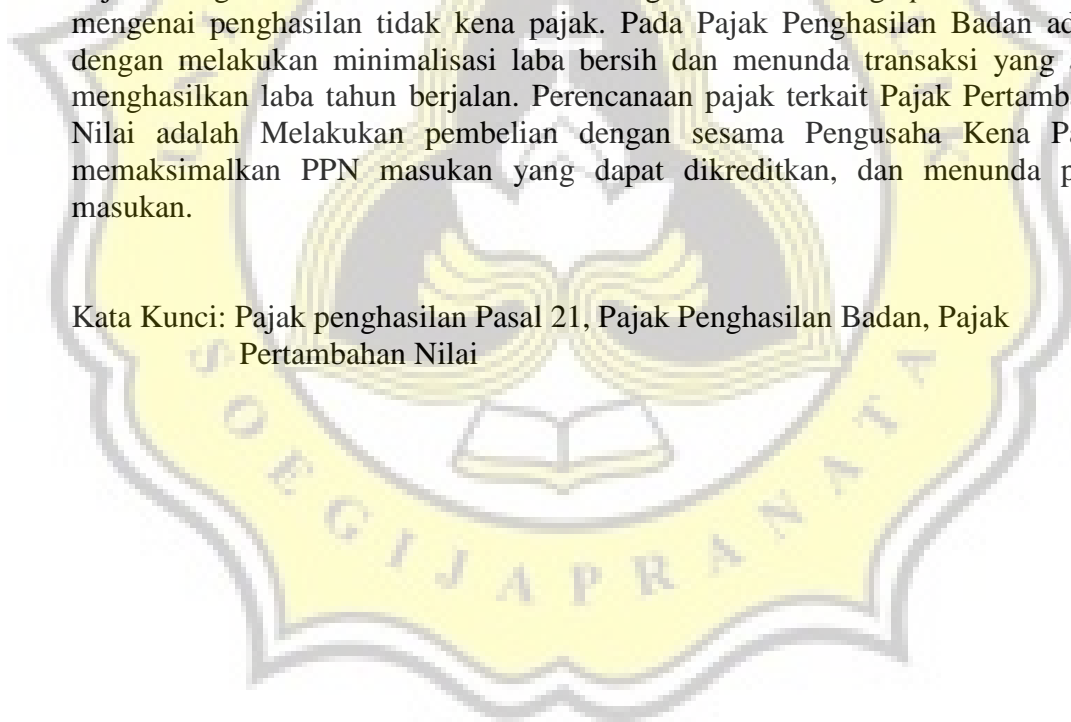 mengenai penghasilan tidak kena pajak. Pada Pajak Penghasilan Badan ad
dengan melakukan minimalisasi laba bersih dan menunda transaksi yang
menghasilkan laba tahun berjalan. Perencanaan pajak terkait Pajak Pertamb
Nilai adalah Melakukan pembelian dengan sesama Pengusaha Kena P
memaksimalkan PPN masukan yang dapat dikreditkan, dan menunda p
masukan.
Kata Kunci: Pajak penghasilan Pasal 21, Pajak Penghasilan Badan, Pajak
Pertambahan Nilai
SOEGIJAPRANATA